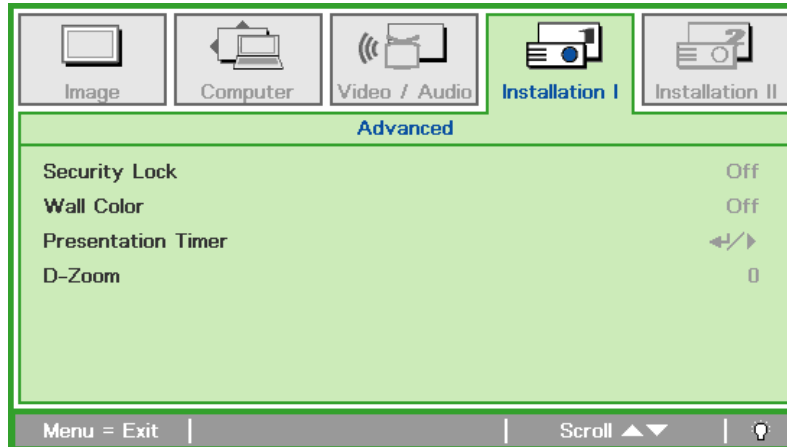 Image Computer Video / Audio Installation I Installation II
Advanced
Security Lock Off
Wall Color Off
Presentation Timer ↵/▶
D-Zoom 0
Menu = Exit Scroll ▲▼